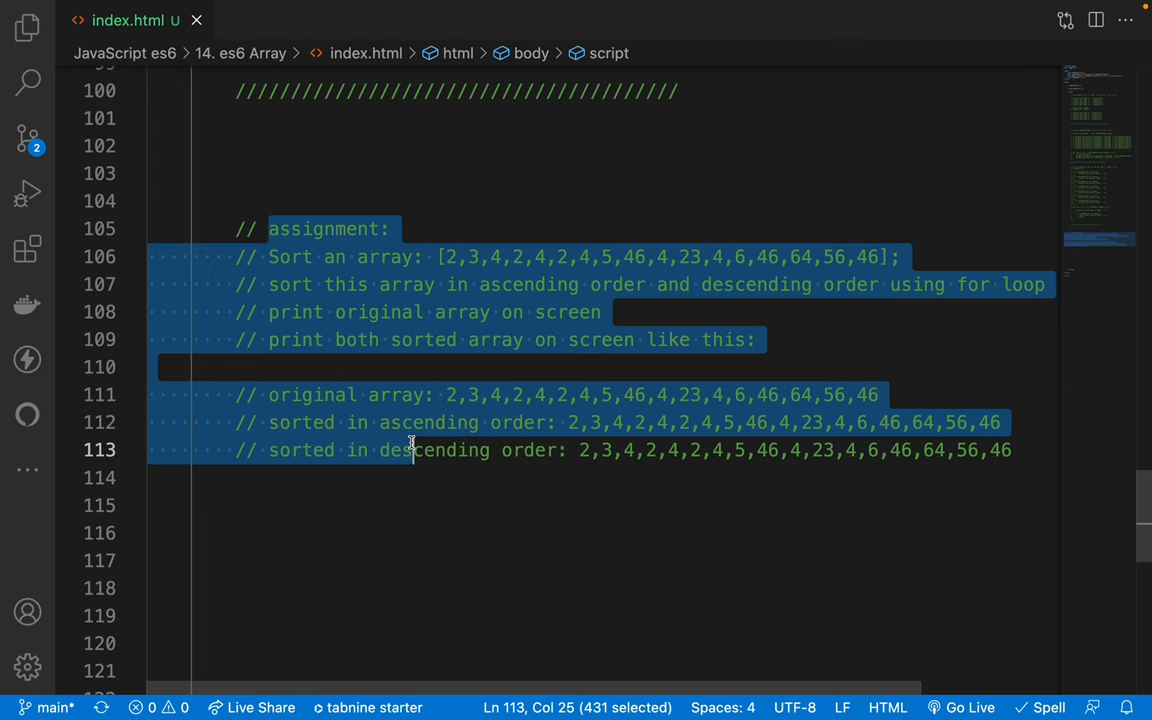 index.html U
JavaScript es6 > 14. es6 Array > index.html > html > body > script
100 ////////////////////////////////////////
101
102
103
104
105 // assignment:
106 // Sort an array: [2,3,4,2,4,2,4,5,46,4,23,4,6,46,64,56,46];
107 // sort this array in ascending order and descending order using for loop
108 // print original array on screen
109 // print both sorted array on screen like this:
110
111 // original array: 2,3,4,2,4,2,4,5,46,4,23,4,6,46,64,56,46
112 // sorted in ascending order: 2,3,4,2,4,2,4,5,46,4,23,4,6,46,64,56,46
113 // sorted in descending order: 2,3,4,2,4,2,4,5,46,4,23,4,6,46,64,56,46
114
115
116
117
118
119
120
121
2
main* 0 0 Live Share tabnine starter Ln 113, Col 25 (431 selected) Spaces: 4 UTF-8 LF HTML Go Live Spell